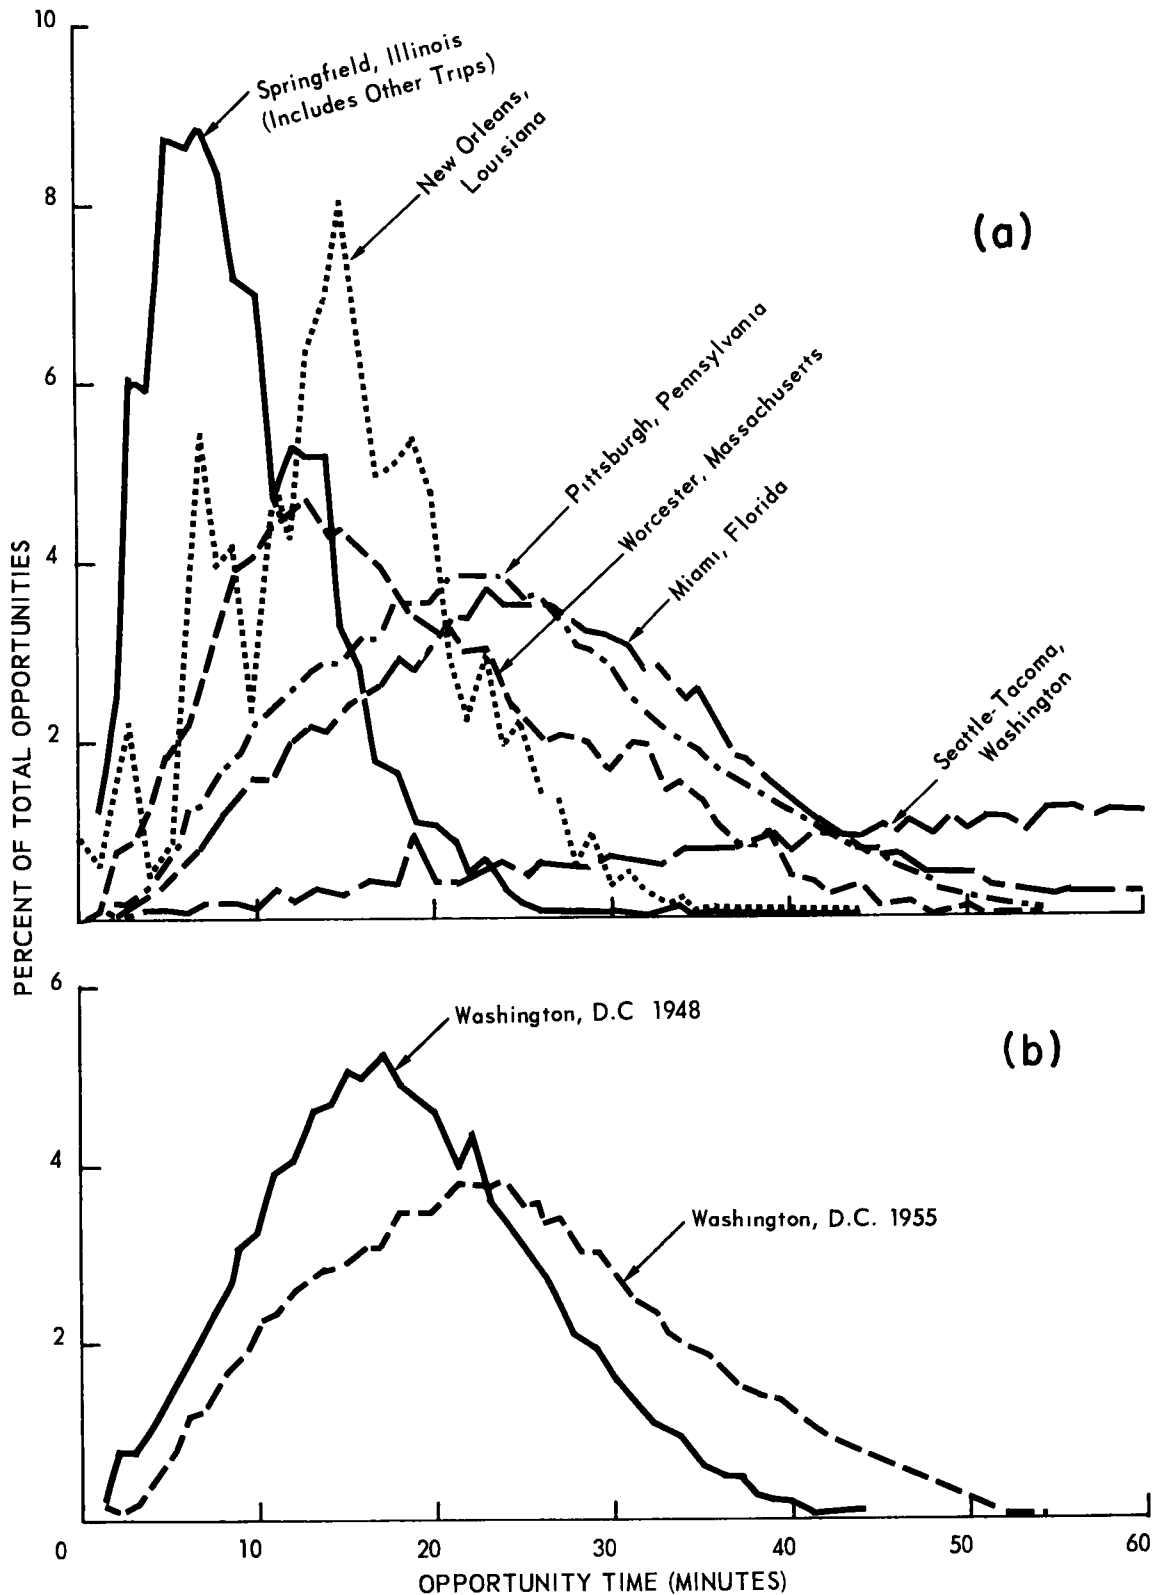 10
Springfield, Illinois
(Includes Other Trips)
New Orleans,
Louisiana
8
(a)
Pittsburgh, Pennsylvania
Worcester, Massachuserts
Miami, Florida
6
4
Seattle-Tacoma,
Washington
2
PERCENT OF TOTAL OPPORTUNITIES
6
Washington, D.C 1948
(b)
4
Washington, D.C. 1955
2
0 10 20 30 40 50 60
OPPORTUNITY TIME (MINUTES)